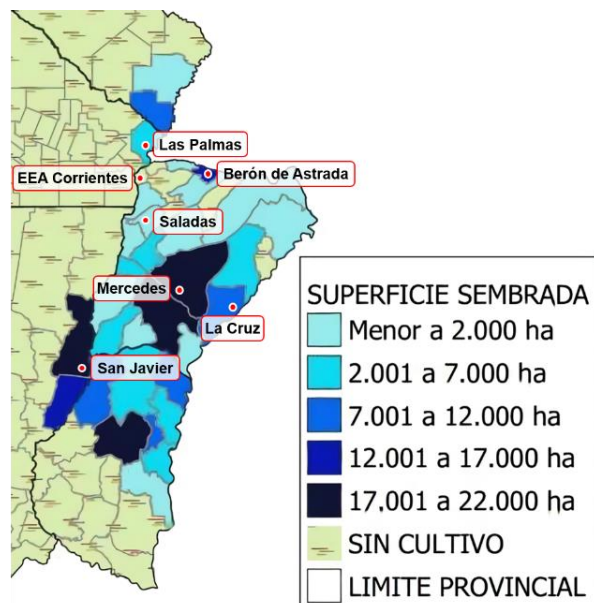 Las Palmas
EEA Corrientes
Berón de Astrada
Saladas
Mercedes
La Cruz
San Javier
SUPERFICIE SEMBRADA
Menor a 2.000 ha
2.001 a 7.000 ha
7.001 a 12.000 ha
12.001 a 17.000 ha
17.001 a 22.000 ha
SIN CULTIVO
LIMITE PROVINCIAL